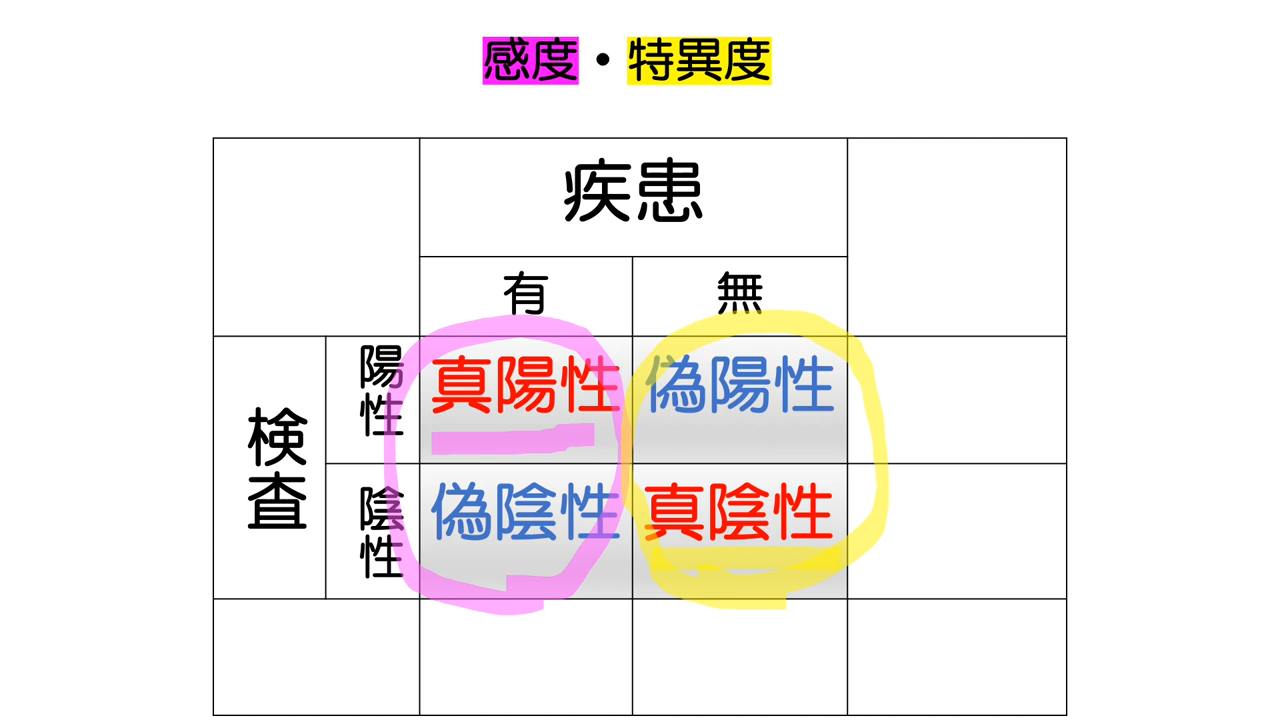 感度・特異度
疾患
有 無
検査
陽性 真陽性 偽陽性
陰性 偽陰性 真陰性